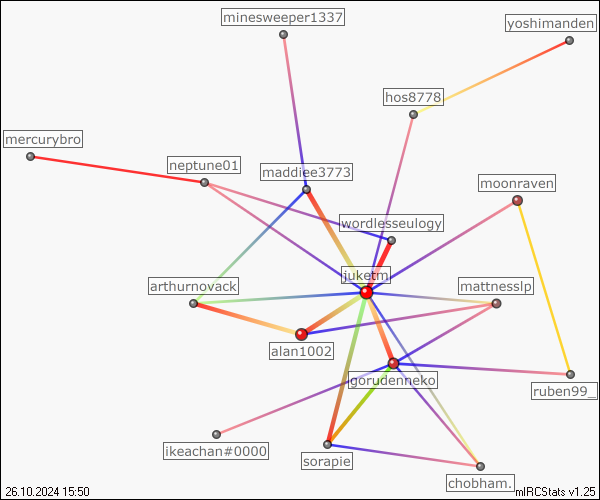 minesweeper1337
yoshimanden
hos8778
mercurybro
neptune01
maddiee3773
moonraven
wordlesseulogy
juketm
arthurnovack
mattnesslp
alan1002
gorudenneko
ruben99_
ikeachan#0000
sorapie
chobham.
26.10.2024 15:50
mIRCStats v1.25